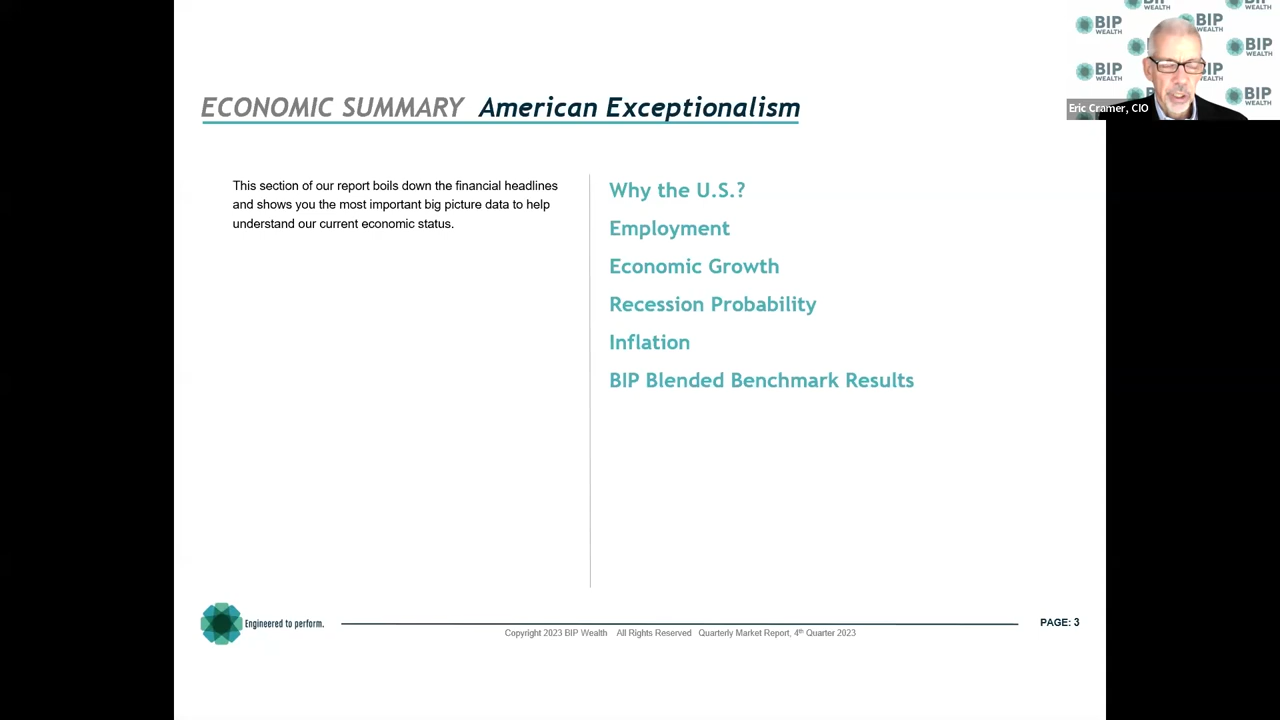 ECONOMIC SUMMARY American Exceptionalism
This section of our report boils down the financial headlines
and shows you the most important big picture data to help
understand our current economic status.
Why the U.S.?
Employment
Economic Growth
Recession Probability
Inflation
BIP Blended Benchmark Results
Engineered to perform.
Copyright 2023 BIP Wealth All Rights Reserved Quarterly Market Report, 4th Quarter 2023
PAGE: 3
BIP WEALTH
BIP WEALTH
BIP WEALTH
BIP WEALTH
BIP
BIP WEALTH
WEALTH
WEALTH
Eric Cramer, CIO